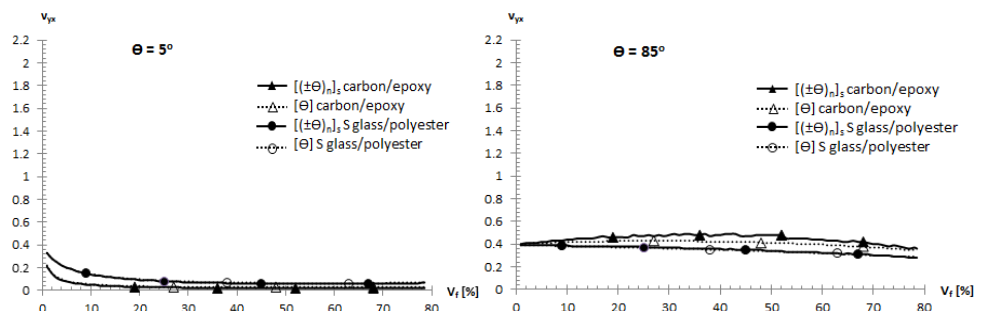 νyx
2.2
2
1.8
1.6
1.4
1.2
1
0.8
0.6
0.4
0.2
0
Ɵ = 5°
[(±Ɵ)n]s carbon/epoxy
[Ɵ] carbon/epoxy
[(±Ɵ)n]s S glass/polyester
[Ɵ] S glass/polyester
0 10 20 30 40 50 60 70 80
Vf [%]
νyx
2.2
2
1.8
1.6
1.4
1.2
1
0.8
0.6
0.4
0.2
0
Ɵ = 85°
[(±Ɵ)n]s carbon/epoxy
[Ɵ] carbon/epoxy
[(±Ɵ)n]s S glass/polyester
[Ɵ] S glass/polyester
0 10 20 30 40 50 60 70 80
Vf [%]